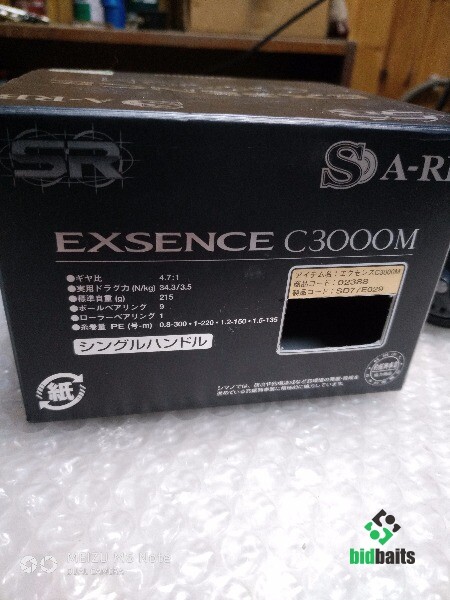 SR
S A-R
EXSENCE C3000M
●ギヤ比 4.7:1
●実用ドラグ力 (N/kg) 34.3/3.5
●標準自重 (g) 215
●ボールベアリング 9
●ローラーベアリング 1
●糸巻量 PE (号-m) 0.8-300・1-220・1.2-150・1.5-135
シングルハンドル
アイテム名:エクスセンスC3000M
商品コード:02388
製品コード:SD77E029
紙
MEIZU M6 Note
bidbaits